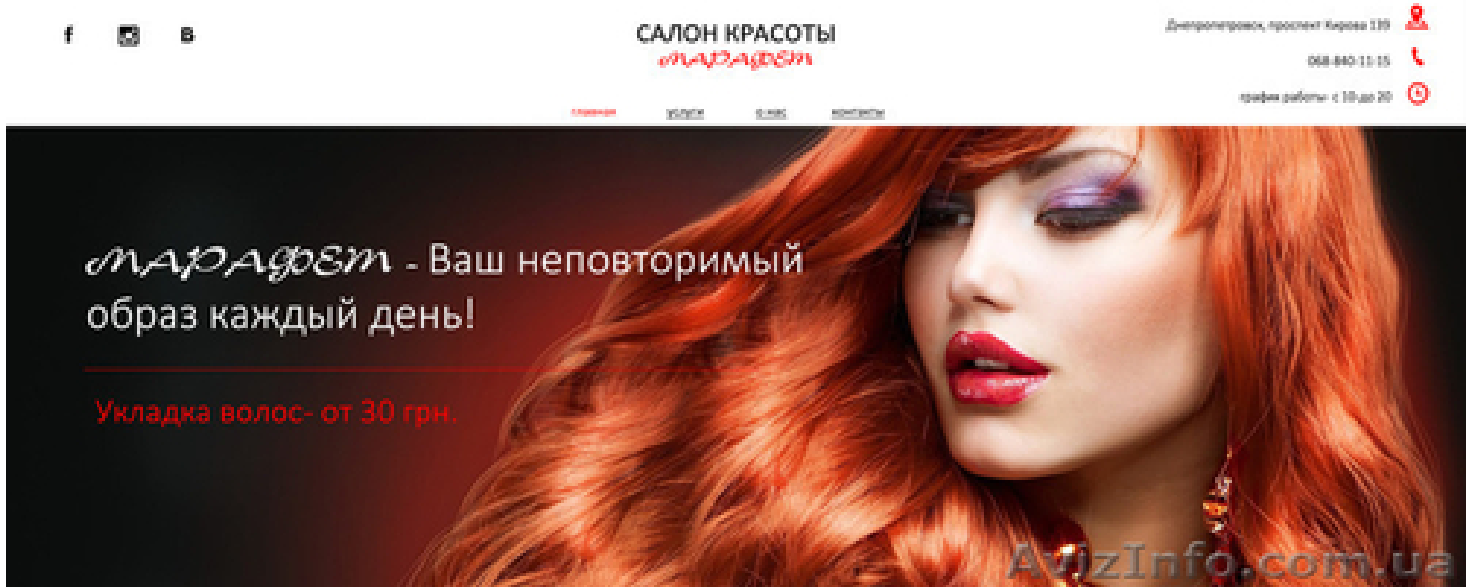 САЛОН КРАСОТЫ
МАРАФЕТ
Днепропетровск, проспект Кирова 139
068-840-11-15
график работы- с 10 до 20
главная услуги о нас контакты
МАРАФЕТ - Ваш неповторимый
образ каждый день!
Укладка волос- от 30 грн.
AvizInfo.com.ua